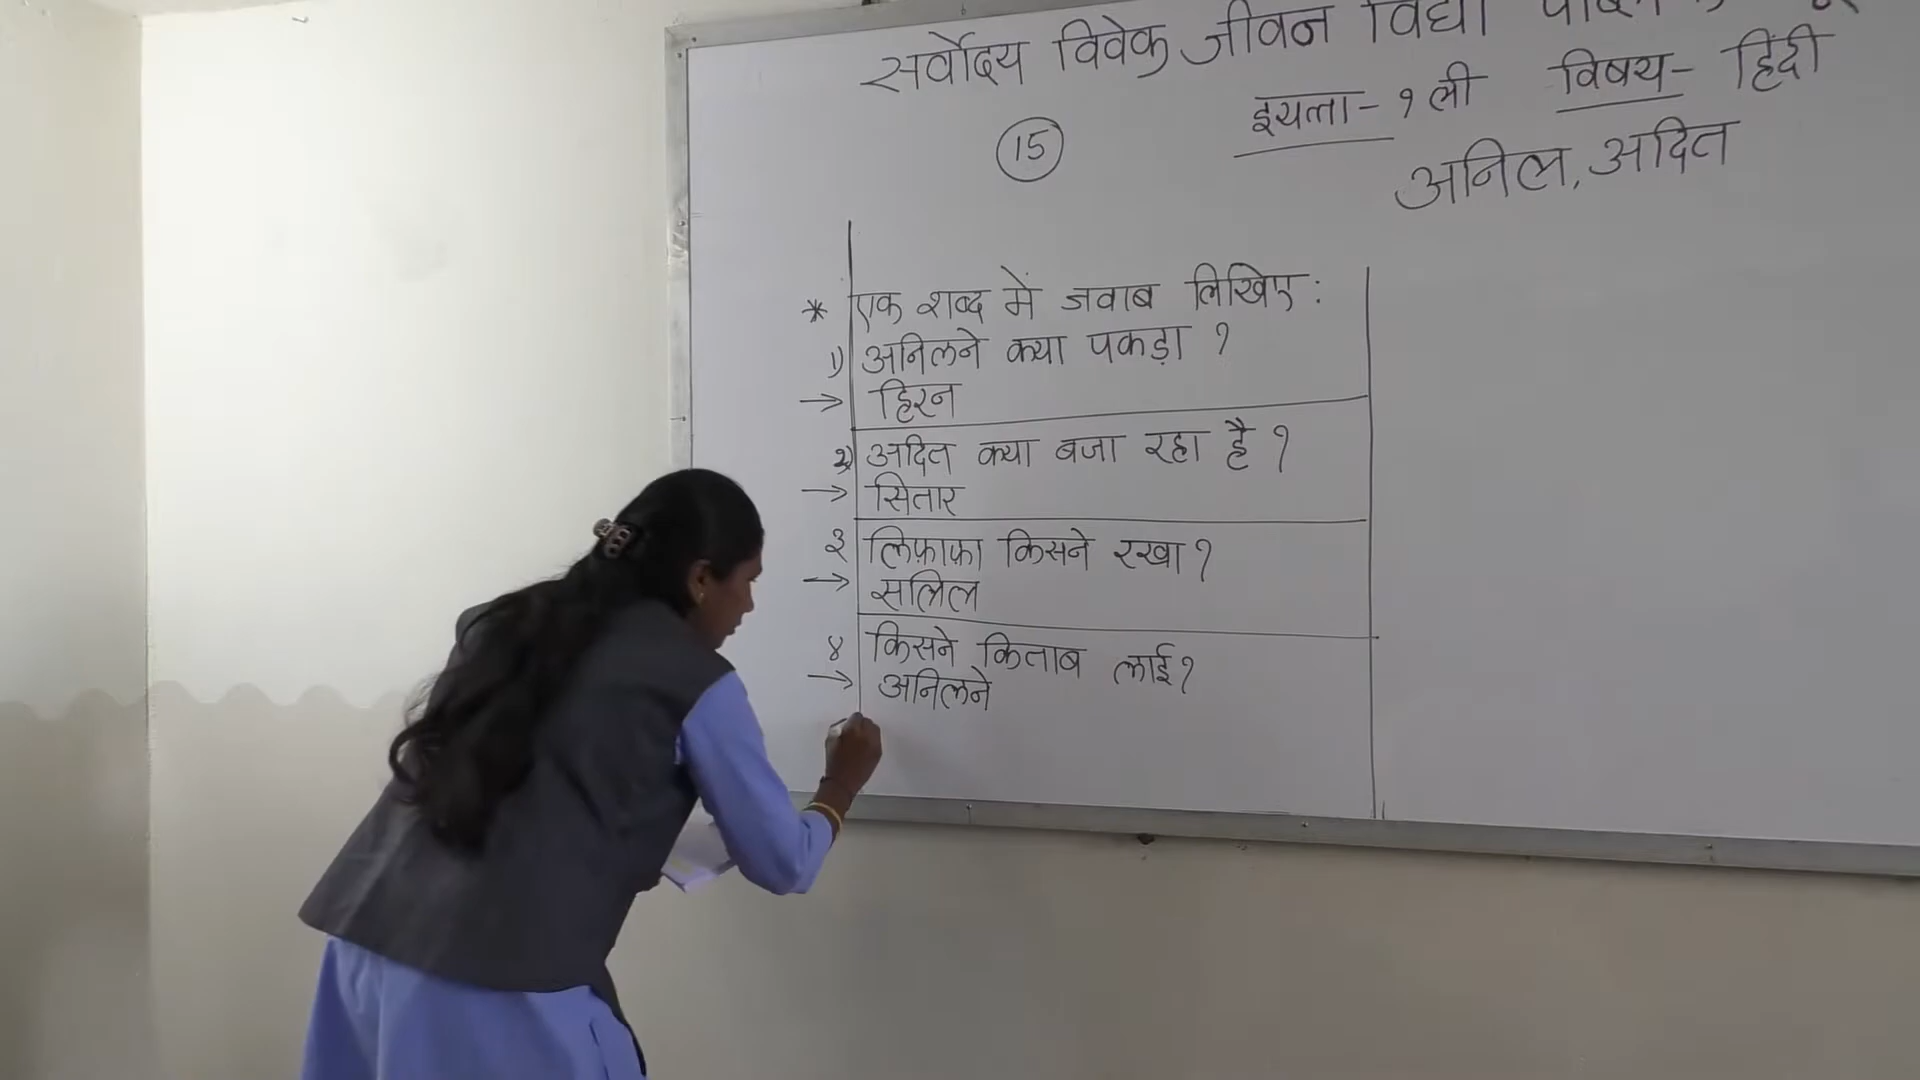 सर्वोदय विवेक जीवन विद्या
इयत्ता- १ ली विषय- हिंदी
15
अनिल, अदित
* एक शब्द में जवाब लिखिए :
1) अनिलने क्या पकड़ा ?
→ हिरन
२) अदित क्या बजा रहा है ?
→ सितार
३ लिफ़ाफ़ा किसने रखा ?
→ सलिल
४ किसने किताब लाई ?
→ अनिलने